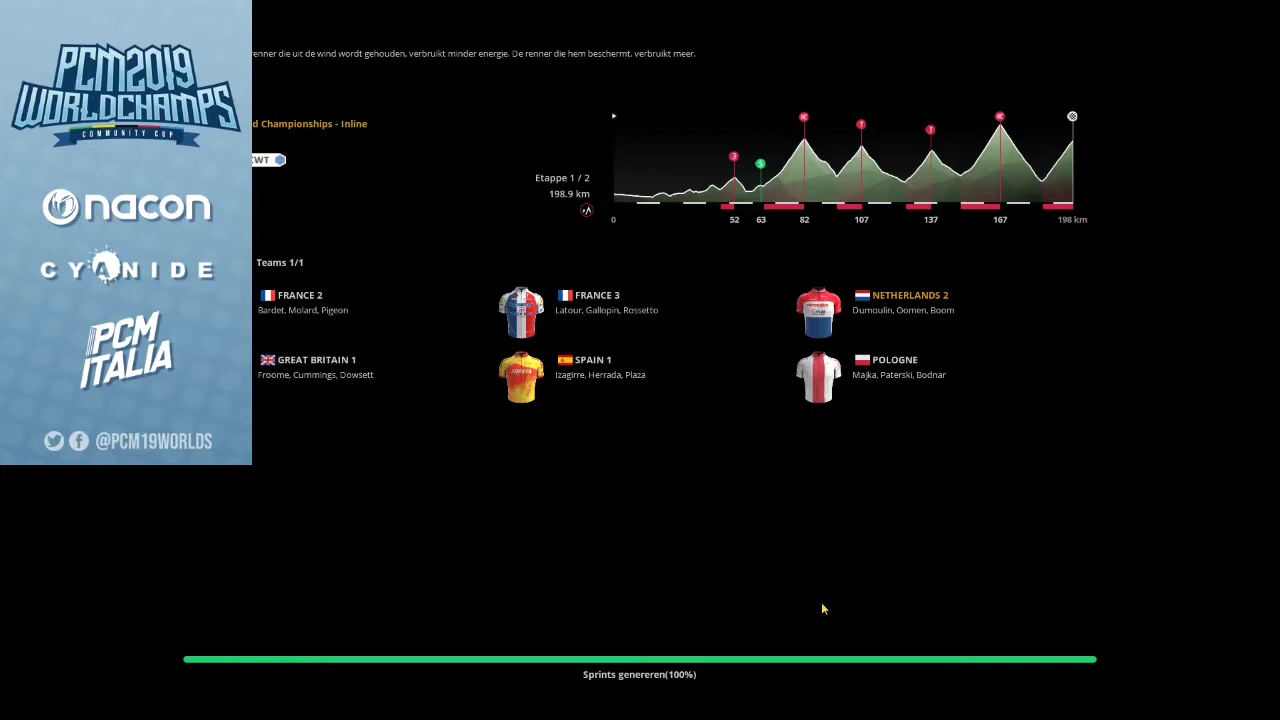 PCM2019
WORLDCHAMPS
COMMUNITY CUP
nacon
CYANIDE
PCM
ITALIA
@PCM19WORLDS
renner die uit de wind wordt gehouden, verbruikt minder energie. De renner die hem beschermt, verbruikt meer.
d Championships - Inline
CWT
Etappe 1 / 2
198.9 km
HC
1
1
HC
3
S
0
52
63
82
107
137
167
198 km
Teams 1/1
FRANCE 2
Bardet, Molard, Pigeon
FRANCE 3
Latour, Gallopin, Rossetto
NETHERLANDS 2
Dumoulin, Oomen, Boom
GREAT BRITAIN 1
Froome, Cummings, Dowsett
SPAIN 1
Izagirre, Herrada, Plaza
POLOGNE
Majka, Paterski, Bodnar
Sprints genereren(100%)